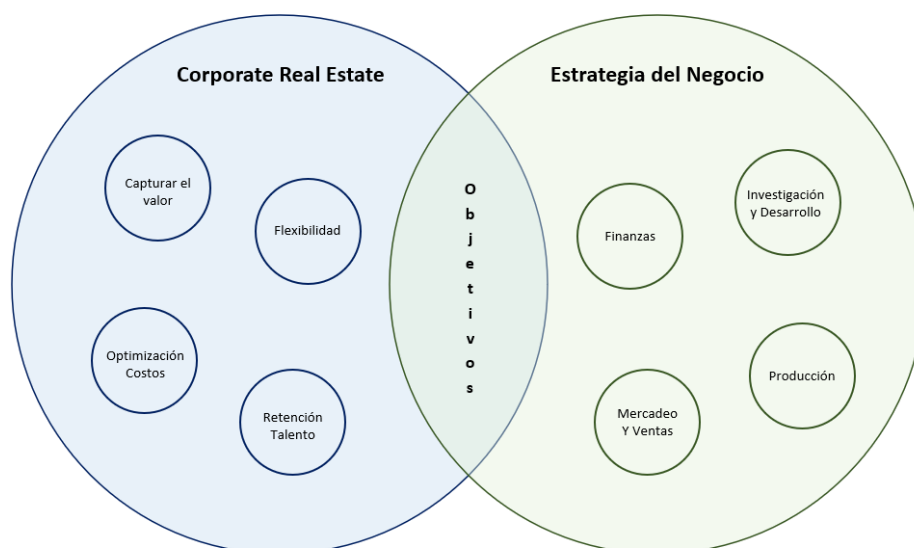 Corporate Real Estate
Capturar el
valor
Flexibilidad
Optimización
Costos
Retención
Talento
Objetivos
Estrategia del Negocio
Finanzas
Investigación
y Desarrollo
Mercadeo
Y Ventas
Producción